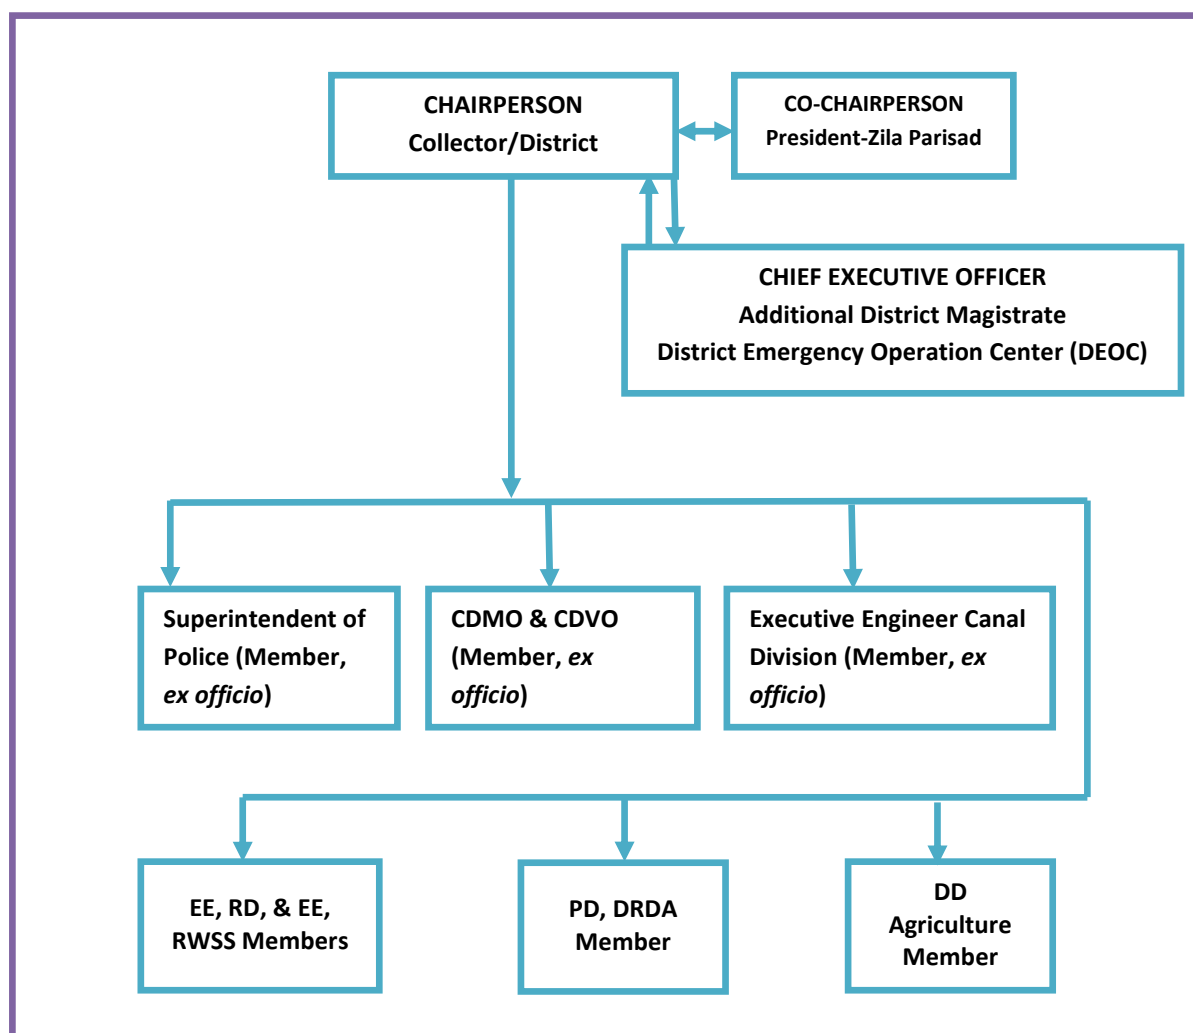 CHAIRPERSON
Collector/District
CO-CHAIRPERSON
President-Zila Parisad
CHIEF EXECUTIVE OFFICER
Additional District Magistrate
District Emergency Operation Center (DEOC)
Superintendent of
Police (Member,
ex officio)
CDMO & CDVO
(Member, ex
officio)
Executive Engineer Canal
Division (Member, ex
officio)
EE, RD, & EE,
RWSS Members
PD, DRDA
Member
DD
Agriculture
Member